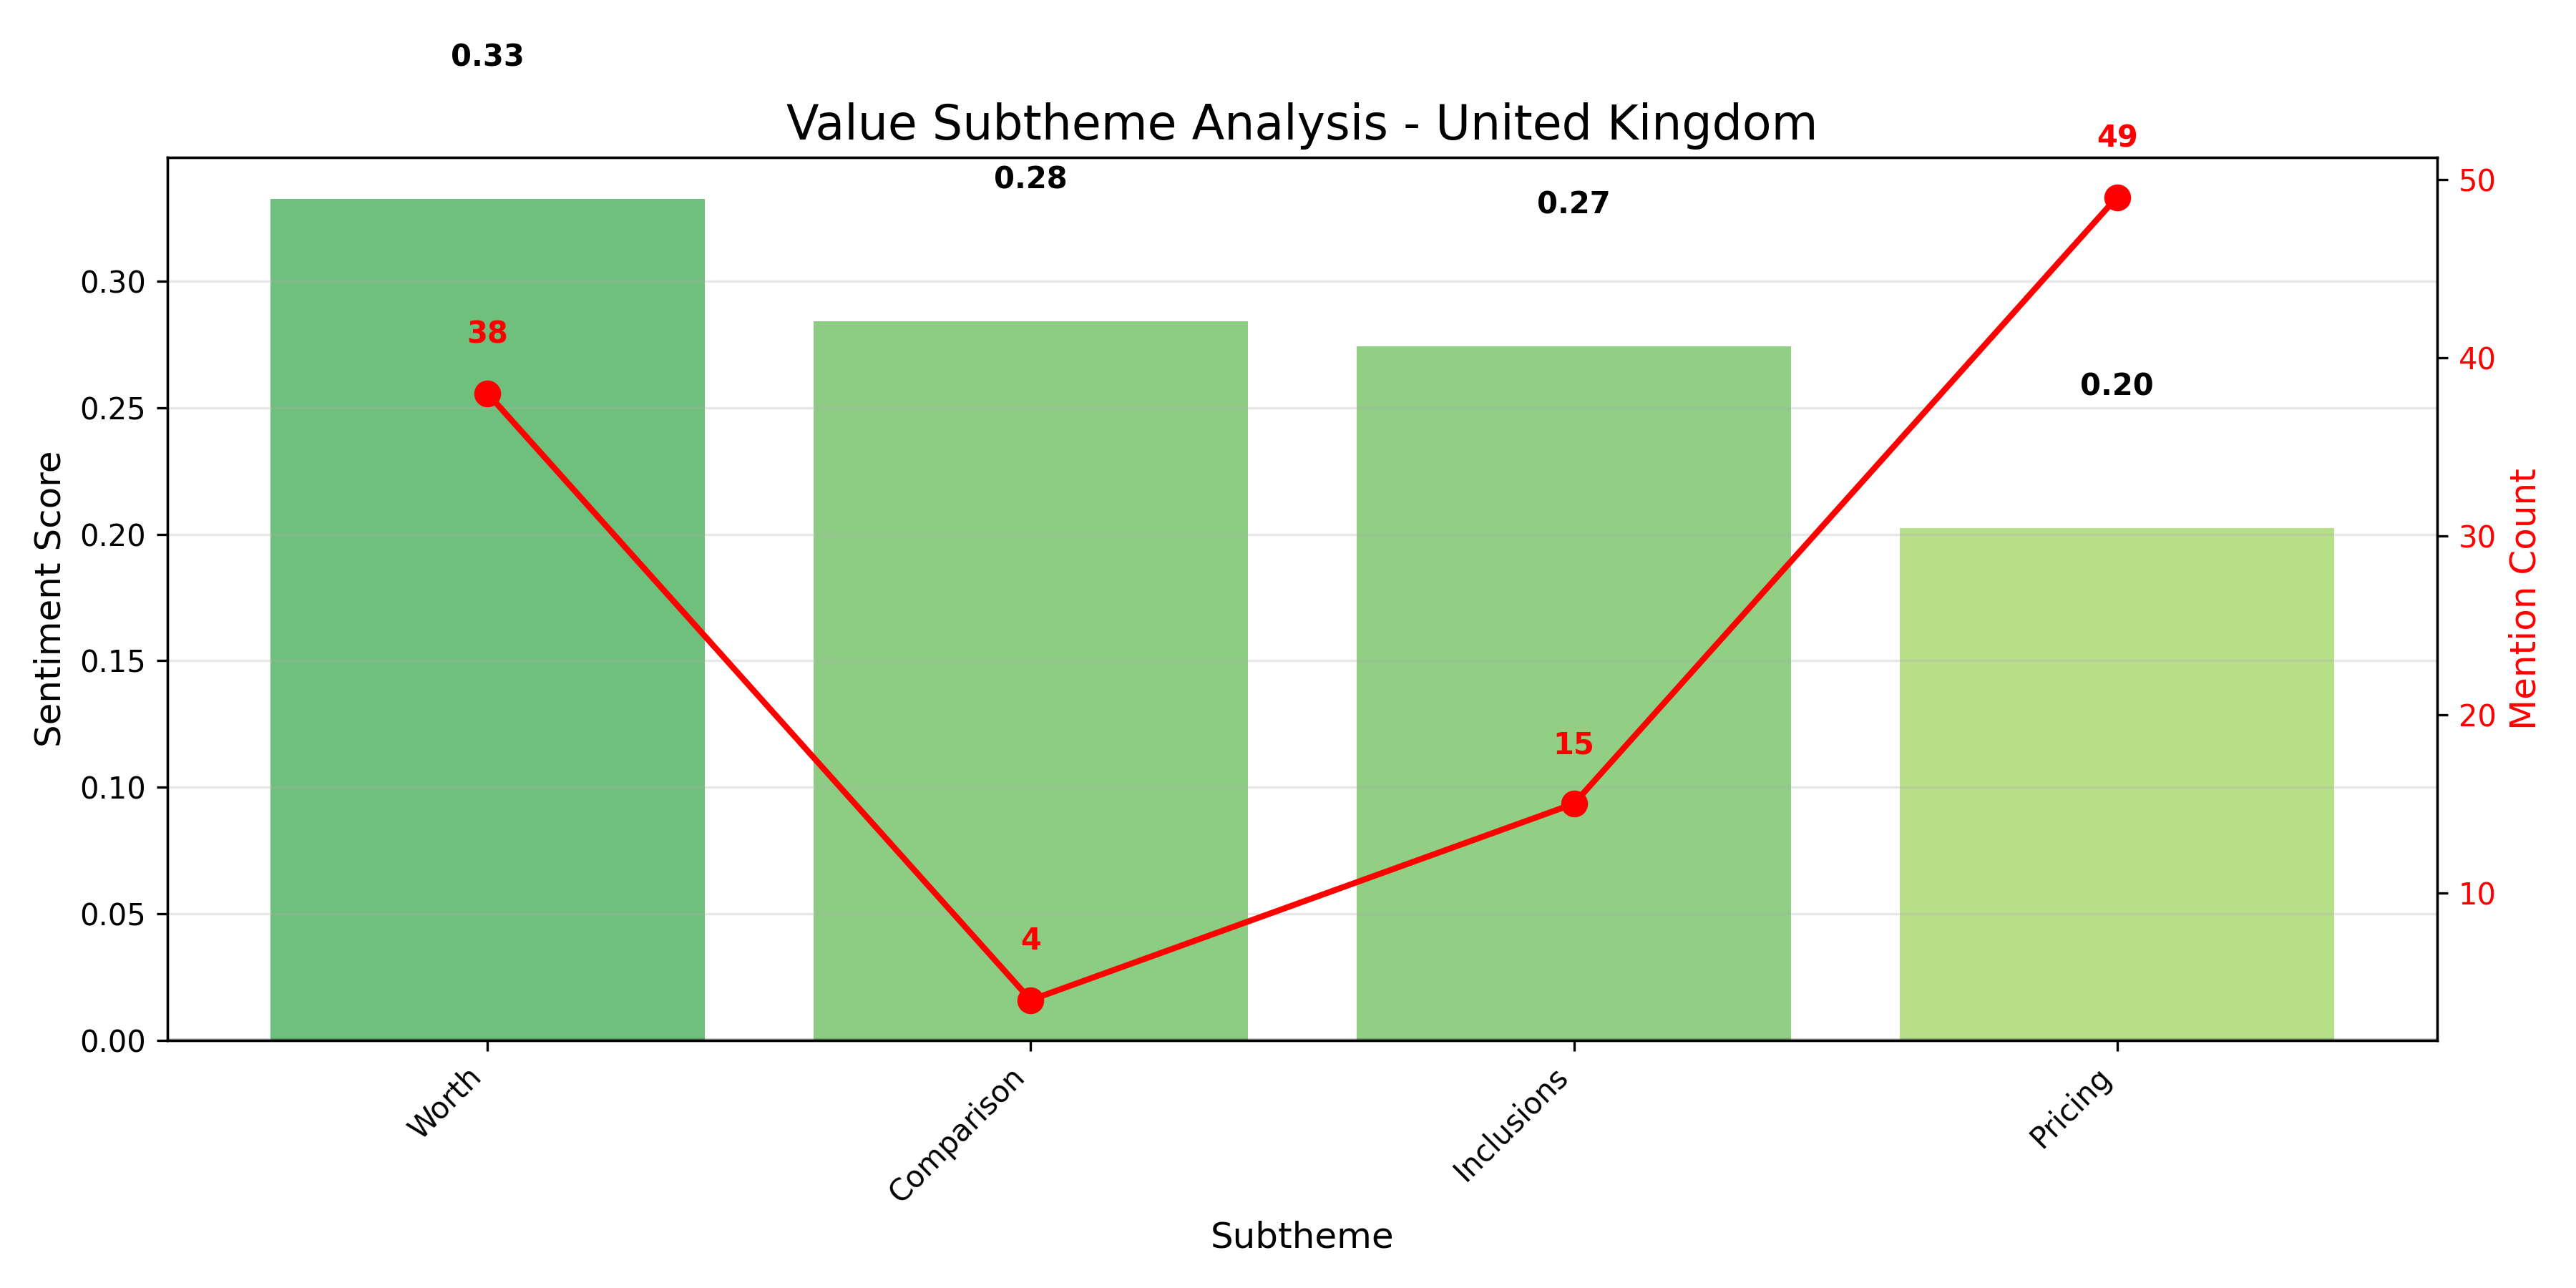 0.33
Value Subtheme Analysis - United Kingdom
49
0.28
0.27
0.20
38
15
4
Sentiment Score
0.30
0.25
0.20
0.15
0.10
0.05
0.00
50
40
30
20
10
Mention Count
Worth
Comparison
Inclusions
Pricing
Subtheme